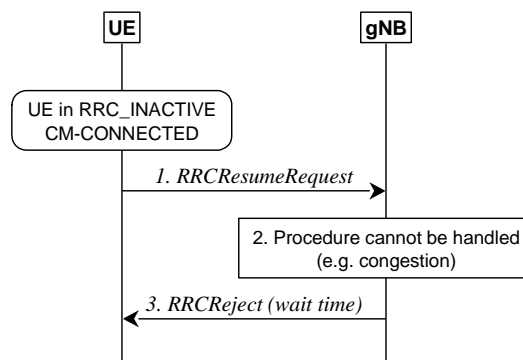 UE
gNB
UE in RRC_INACTIVE
CM-CONNECTED
1. RRCResumeRequest
2. Procedure cannot be handled
(e.g. congestion)
3. RRCReject (wait time)